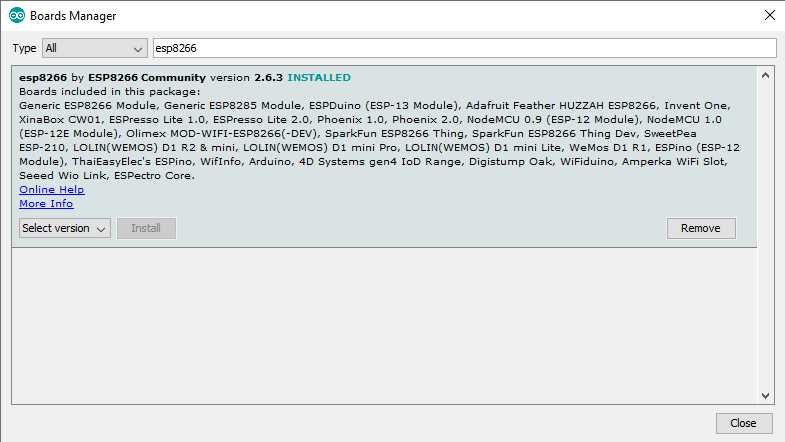 Boards Manager
Type All esp8266
esp8266 by ESP8266 Community version 2.6.3 INSTALLED
Boards included in this package:
Generic ESP8266 Module, Generic ESP8285 Module, ESPDuino (ESP-13 Module), Adafruit Feather HUZZAH ESP8266, Invent One,
XinaBox CW01, ESPresso Lite 1.0, ESPresso Lite 2.0, Phoenix 1.0, Phoenix 2.0, NodeMCU 0.9 (ESP-12 Module), NodeMCU 1.0
(ESP-12E Module), Olimex MOD-WIFI-ESP8266(-DEV), SparkFun ESP8266 Thing, SparkFun ESP8266 Thing Dev, SweetPea
ESP-210, LOLIN(WEMOS) D1 R2 & mini, LOLIN(WEMOS) D1 mini Pro, LOLIN(WEMOS) D1 mini Lite, WeMos D1 R1, ESPino (ESP-12
Module), ThaiEasyElec's ESPino, WifInfo, Arduino, 4D Systems gen4 IoD Range, Digistump Oak, WiFiduino, Amperka WiFi Slot,
Seeed Wio Link, ESPectro Core.
Online Help
More Info
Select version Install Remove
Close